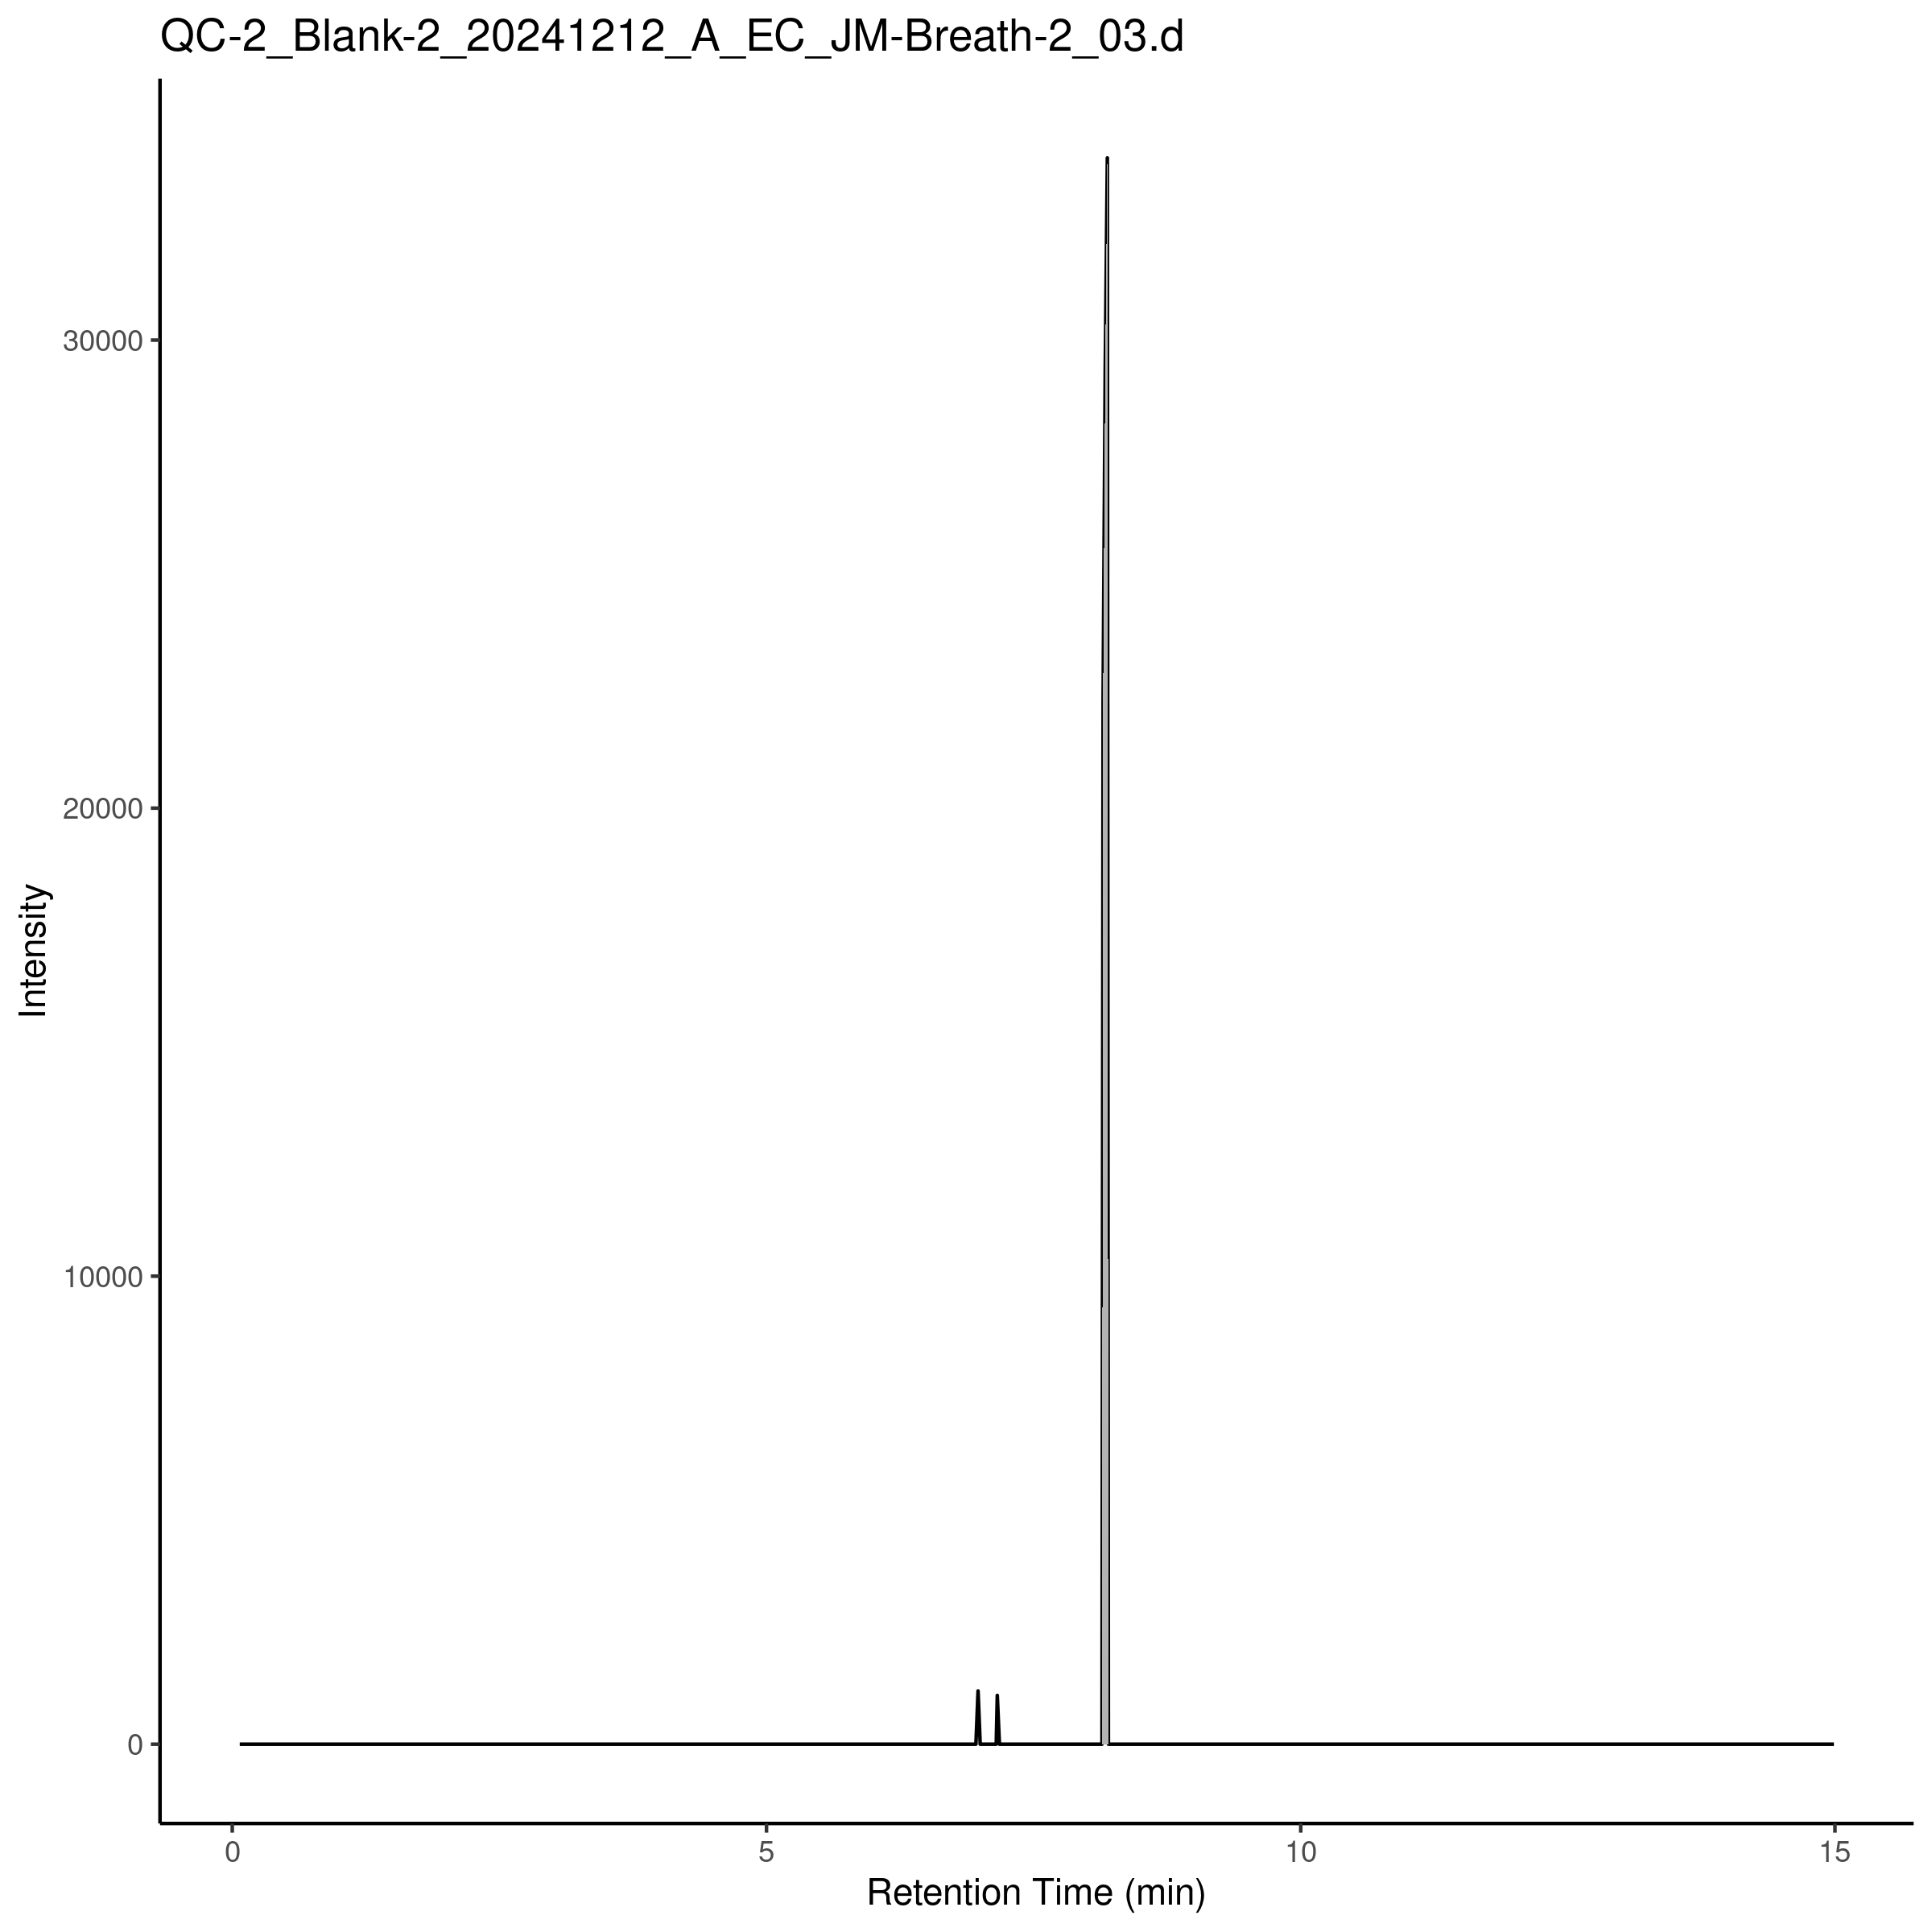 QC-2_Blank-2_20241212_A_EC_JM-Breath-2_03.d
Intensity
30000
20000
10000
0
0 5 10 15
Retention Time (min)